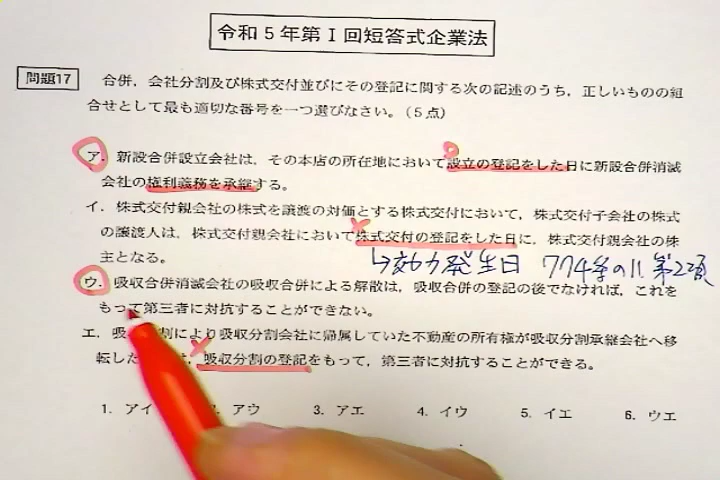 令和5年第Ⅰ回短答式企業法
問題17 合併，会社分割及び株式交付並びにその登記に関する次の記述のうち，正しいものの組
合せとして最も適切な番号を一つ選びなさい。（5点）
ア．新設合併設立会社は，その本店の所在地において設立の登記をした日に新設合併消滅
会社の権利義務を承継する。
イ．株式交付親会社の株式を譲渡の対価とする株式交付において，株式交付子会社の株式
の譲渡人は，株式交付親会社において株式交付の登記をした日に，株式交付親会社の株
主となる。
↳効力発生日 774条の11第2項
ウ．吸収合併消滅会社の吸収合併による解散は，吸収合併の登記の後でなければ，これを
もって第三者に対抗することができない。
エ．吸 割により吸収分割会社に帰属していた不動産の所有権が吸収分割承継会社へ移
転した ，吸収分割の登記をもって，第三者に対抗することができる。
1．アイ 2．アウ 3．アエ 4．イウ 5．イエ 6．ウエ